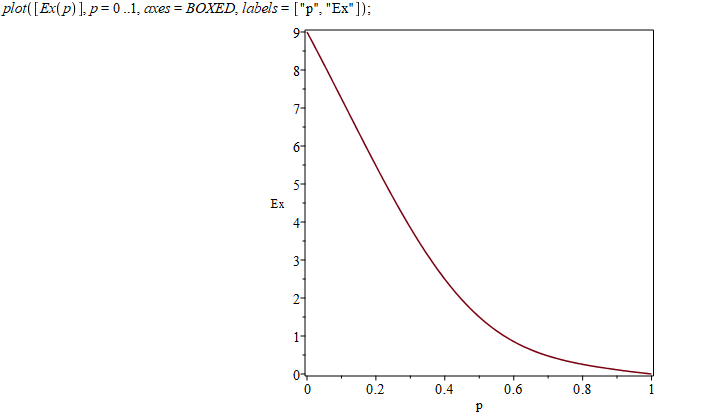 plot([Ex(p)], p = 0 ..1, axes = BOXED, labels = ["p", "Ex"]);
9
8
7
6
5
Ex
4
3
2
1
0
0 0.2 0.4 0.6 0.8 1
p